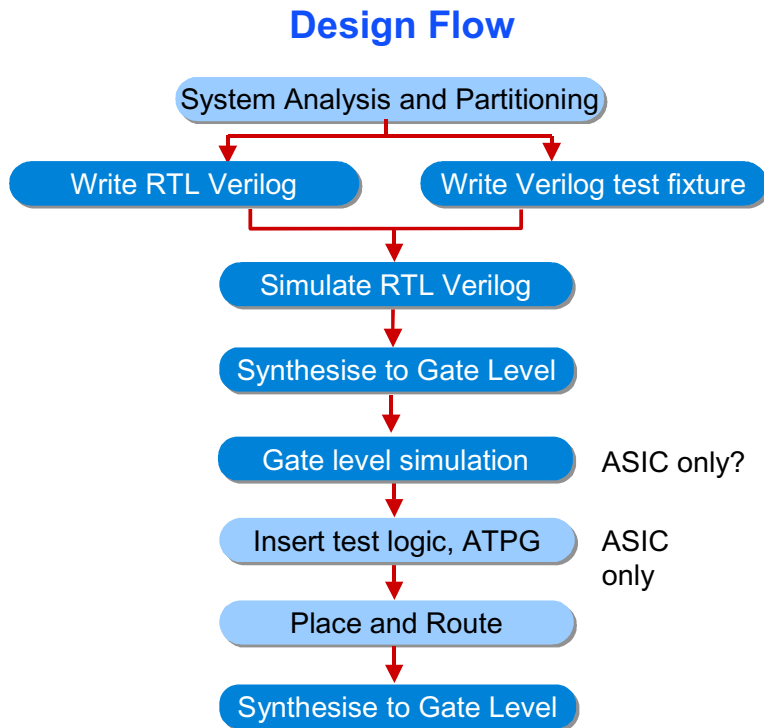 Design Flow
System Analysis and Partitioning
Write RTL Verilog
Write Verilog test fixture
Simulate RTL Verilog
Synthesise to Gate Level
Gate level simulation
ASIC only?
Insert test logic, ATPG
ASIC
only
Place and Route
Synthesise to Gate Level